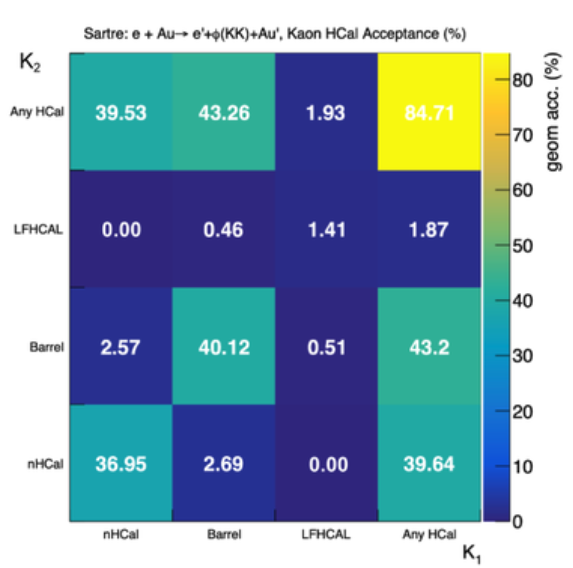 Sartre: e + Au→ e'+ϕ(KK)+Au', Kaon HCal Acceptance (%)
K₂
Any HCal 39.53 43.26 1.93 84.71
LFHCAL 0.00 0.46 1.41 1.87
Barrel 2.57 40.12 0.51 43.2
nHCal 36.95 2.69 0.00 39.64
nHCal Barrel LFHCAL Any HCal
K₁
80
70
60
50
40
30
20
10
0
geom acc. (%)